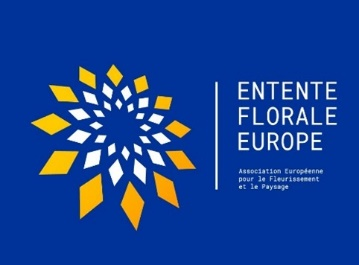 ENTENTE
FLORALE
EUROPE
Association Européenne
pour le Fleurissement
et le Paysage